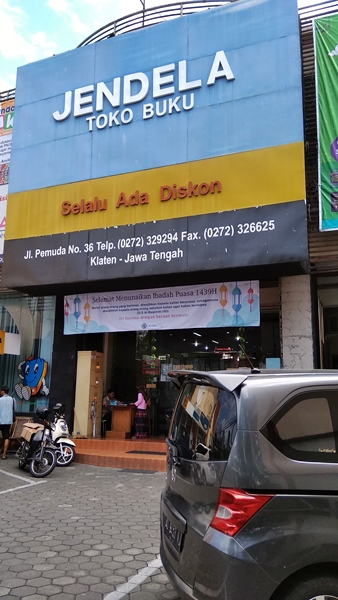 JENDELA
TOKO BUKU
Selalu Ada Diskon
Jl. Pemuda No. 36 Telp. (0272) 329294 Fax. (0272) 326625
Klaten - Jawa Tengah
Selamat Menunaikan Ibadah Puasa 1439H